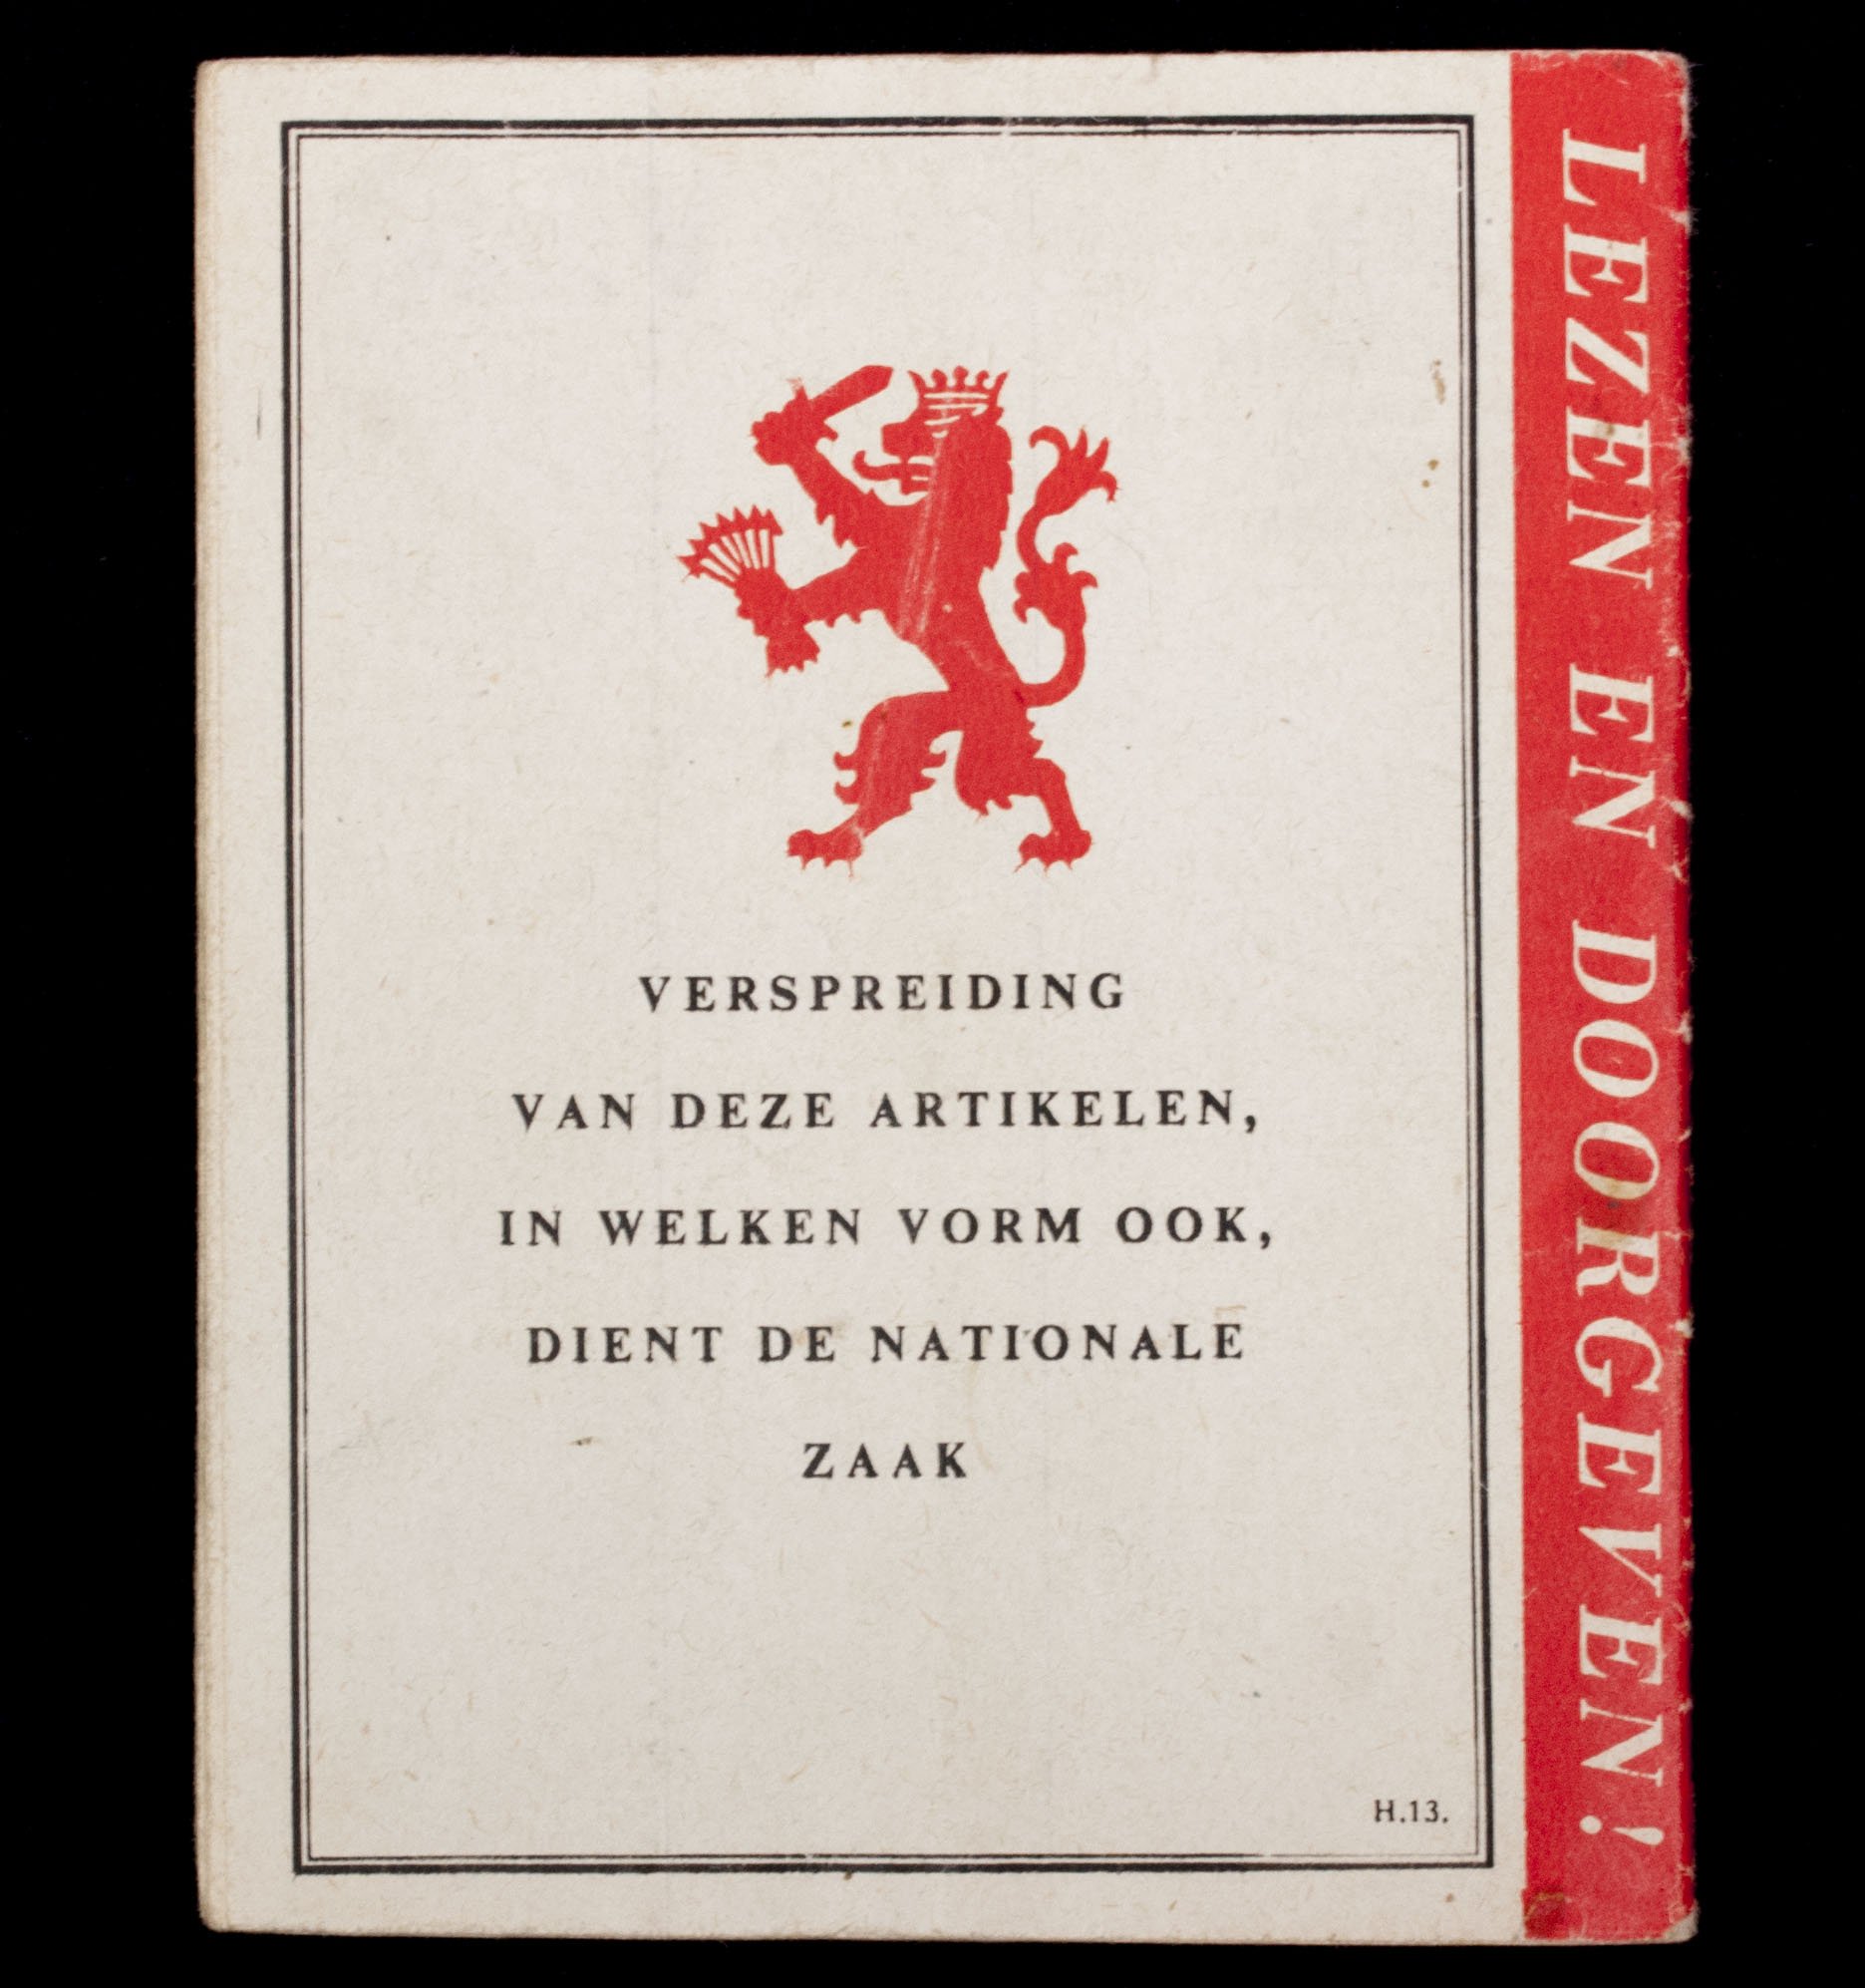 VERSPREIDING
VAN DEZE ARTIKELEN,
IN WELKEN VORM OOK,
DIENT DE NATIONALE
ZAAK
H.13.
LEZEN EN DOORGEVEN!